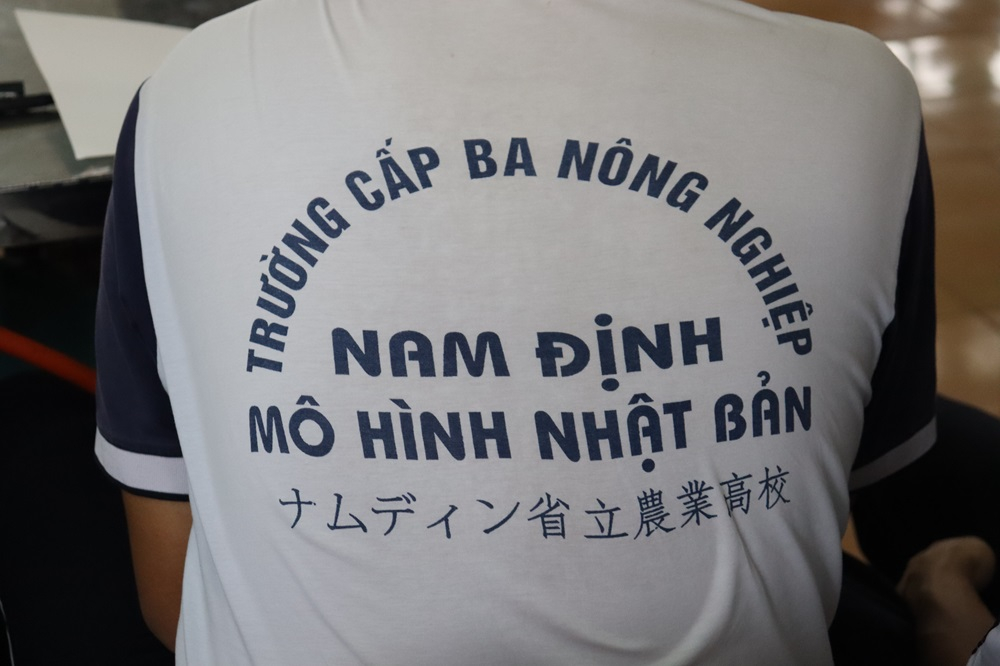 TRƯỜNG CẤP BA NÔNG NGHIỆP
NAM ĐỊNH
MÔ HÌNH NHẬT BẢN
ナムディン省立農業高校